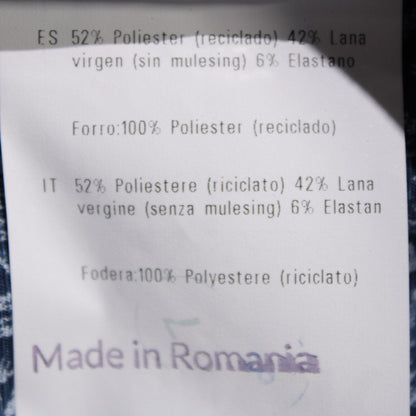 ES 52% Poliester (reciclado) 42% Lana
virgen (sin mulesing) 6% Elastano
Forro:100% Poliester (reciclado)
IT 52% Poliestere (riciclato) 42% Lana
vergine (senza mulesing) 6% Elastan
Fodera:100% Polyestere (riciclato)
Made in Romania